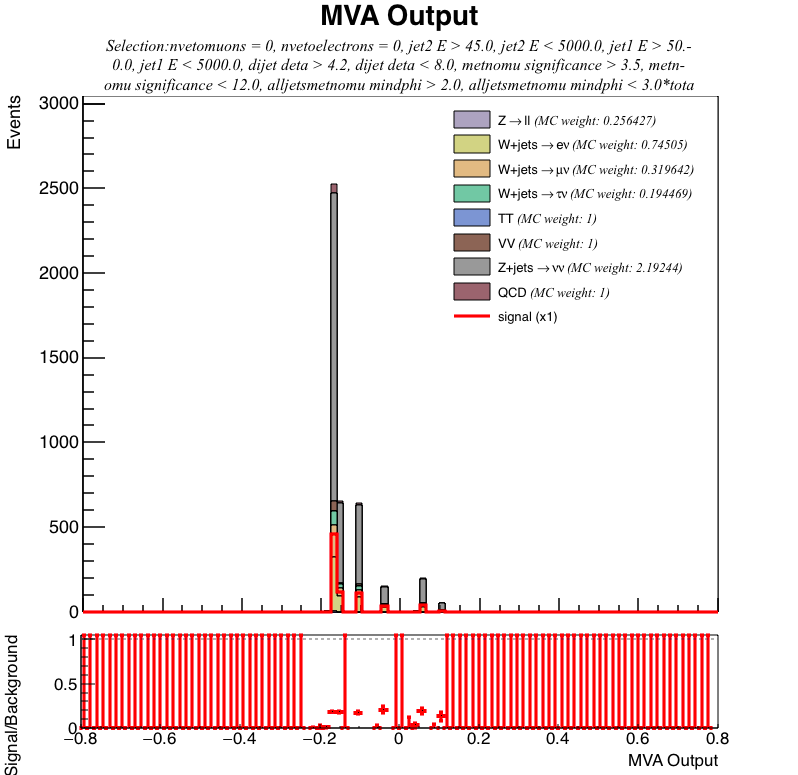 MVA Output
Selection:nvetomuons = 0, nvetoelectrons = 0, jet2 E > 45.0, jet2 E < 5000.0, jet1 E > 50.-
0.0, jet1 E < 5000.0, dijet deta > 4.2, dijet deta < 8.0, metnomu significance > 3.5, metn-
omu significance < 12.0, alljetsmetnomu mindphi > 2.0, alljetsmetnomu mindphi < 3.0*tota
Events
3000
2500
2000
1500
1000
500
0
Z→ll (MC weight: 0.256427)
W+jets→eν (MC weight: 0.74505)
W+jets→μν (MC weight: 0.319642)
W+jets→τν (MC weight: 0.194469)
TT (MC weight: 1)
VV (MC weight: 1)
Z+jets→νν (MC weight: 2.19244)
QCD (MC weight: 1)
signal (x1)
Signal/Background
1
0.5
0
−0.8 −0.6 −0.4 −0.2 0 0.2 0.4 0.6 0.8
MVA Output